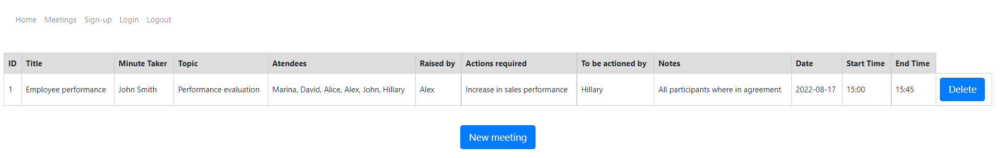 Home Meetings Sign-up Login Logout
ID Title Minute Taker Topic Atendees Raised by Actions required To be actioned by Notes Date Start Time End Time
1 Employee performance John Smith Performance evaluation Marina, David, Alice, Alex, John, Hillary Alex Increase in sales performance Hillary All participants where in agreement 2022-08-17 15:00 15:45 Delete
New meeting